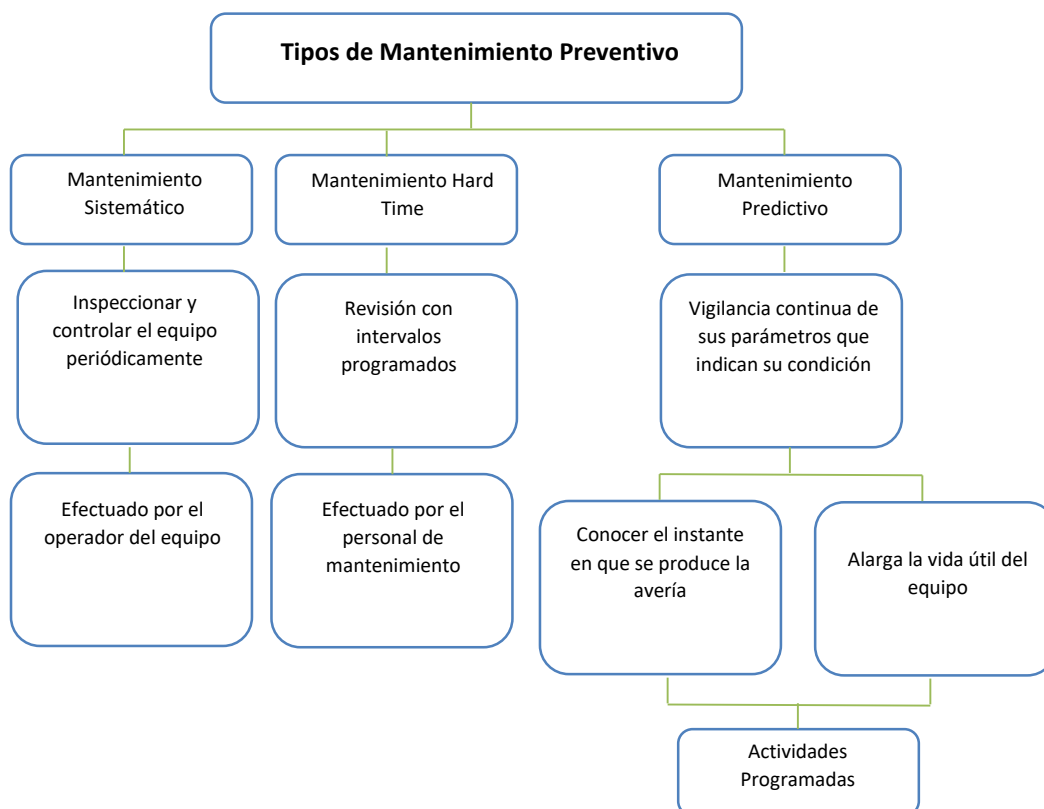 Tipos de Mantenimiento Preventivo
Mantenimiento
Sistemático
Mantenimiento Hard
Time
Mantenimiento
Predictivo
Inspeccionar y
controlar el equipo
periódicamente
Revisión con
intervalos
programados
Vigilancia continua de
sus parámetros que
indican su condición
Efectuado por el
operador del equipo
Efectuado por el
personal de
mantenimiento
Conocer el instante
en que se produce la
avería
Alarga la vida útil del
equipo
Actividades
Programadas